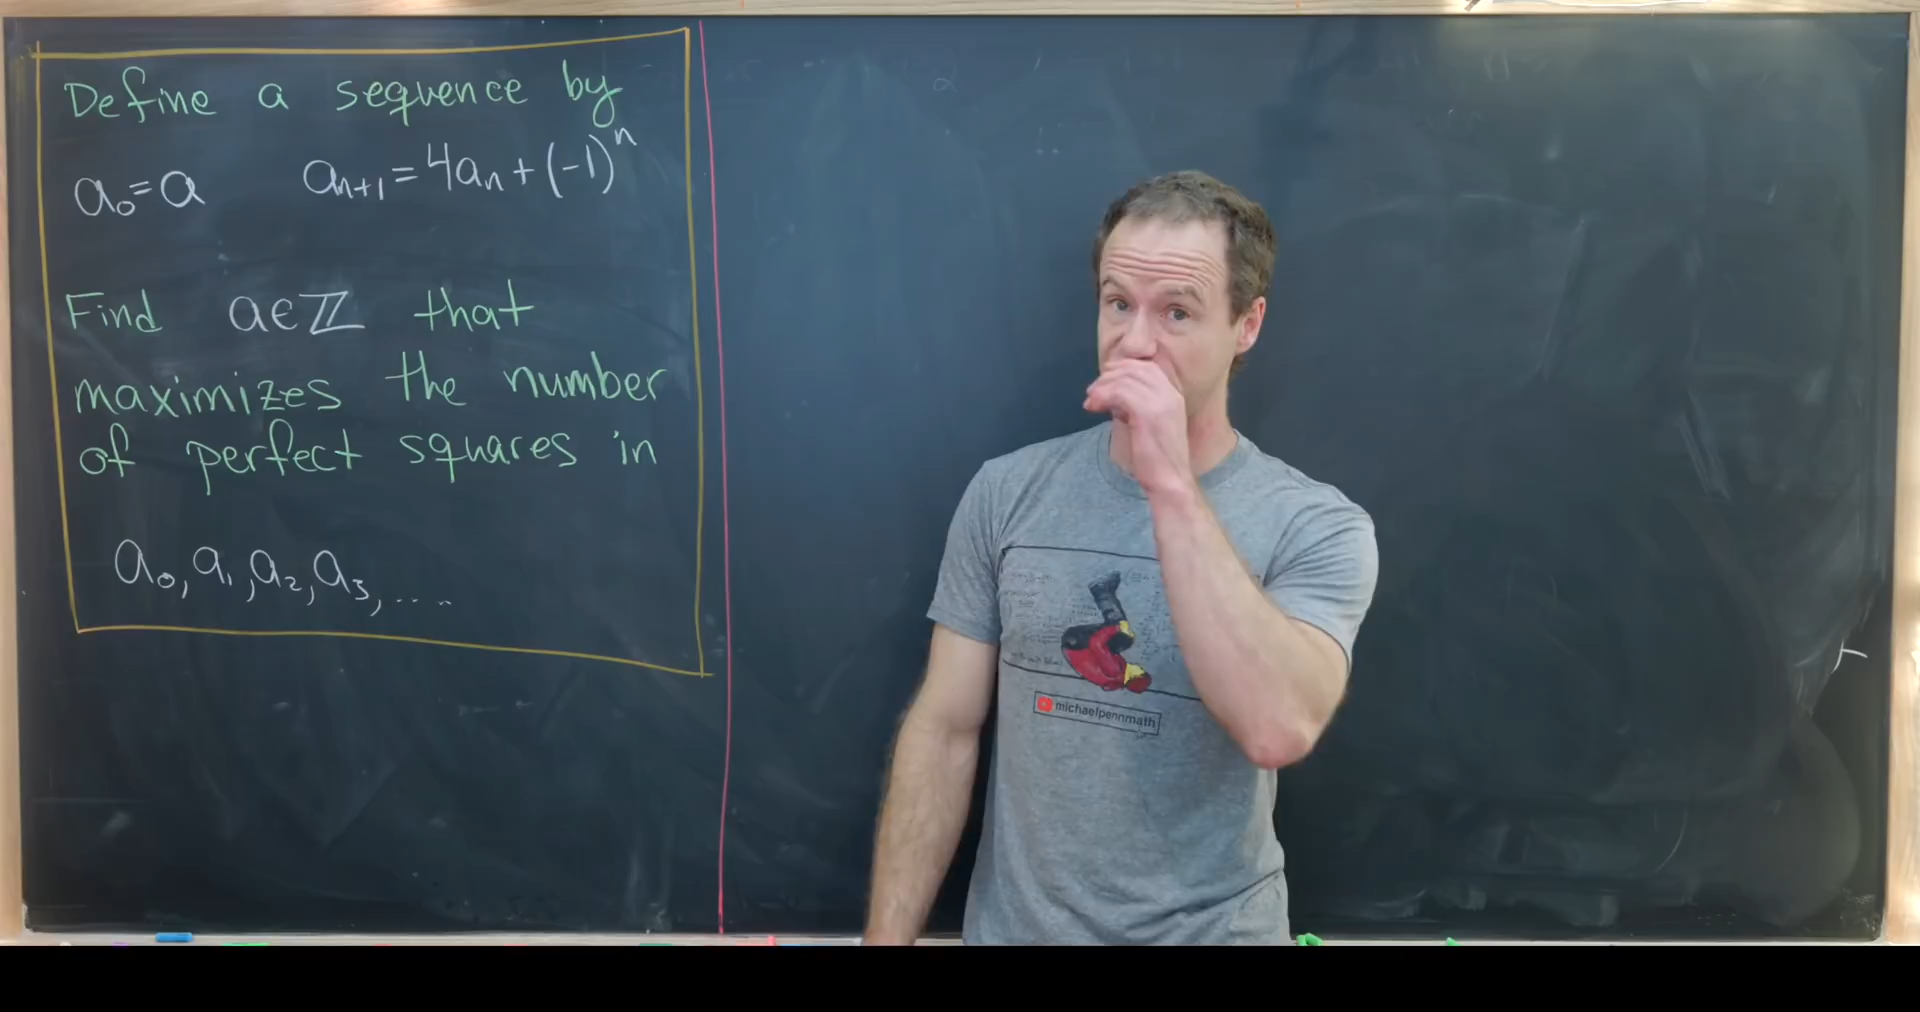 Define a sequence by
a₀=a aₙ₊₁=4aₙ+(-1)ⁿ
Find a∈ℤ that
maximizes the number
of perfect squares in
a₀, a₁, a₂, a₃, ....
michaelpennmath